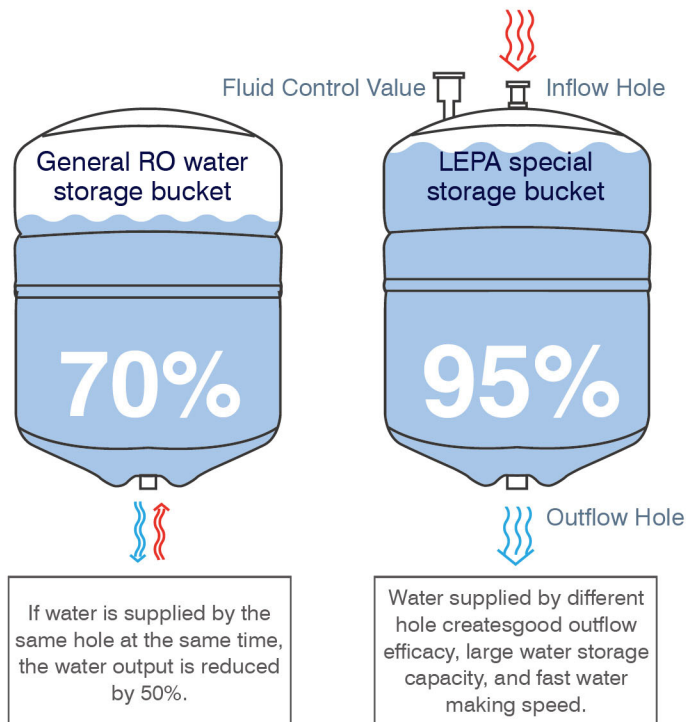 Fluid Control Value
Inflow Hole
General RO water
storage bucket
LEPA special
storage bucket
70%
95%
Outflow Hole
If water is supplied by the
same hole at the same time,
the water output is reduced
by 50%.
Water supplied by different
hole createsgood outflow
efficacy, large water storage
capacity, and fast water
making speed.